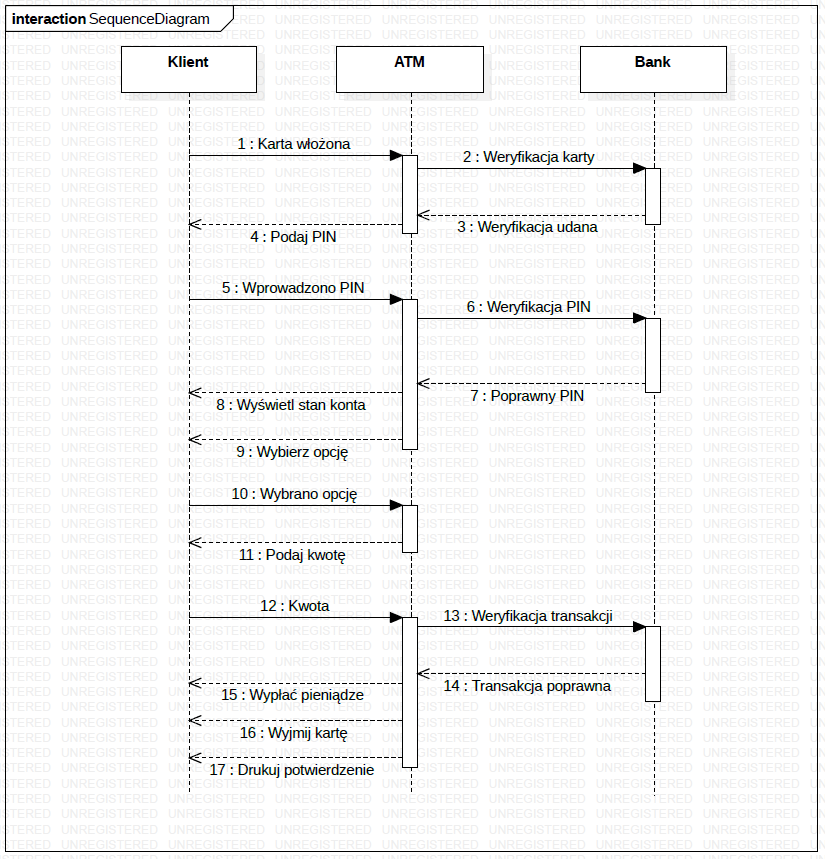 interaction SequenceDiagram
Klient
ATM
Bank
1 : Karta włożona
2 : Weryfikacja karty
3 : Weryfikacja udana
4 : Podaj PIN
5 : Wprowadzono PIN
6 : Weryfikacja PIN
7 : Poprawny PIN
8 : Wyświetl stan konta
9 : Wybierz opcję
10 : Wybrano opcję
11 : Podaj kwotę
12 : Kwota
13 : Weryfikacja transakcji
14 : Transakcja poprawna
15 : Wypłać pieniądze
16 : Wyjmij kartę
17 : Drukuj potwierdzenie
UNREGISTERED